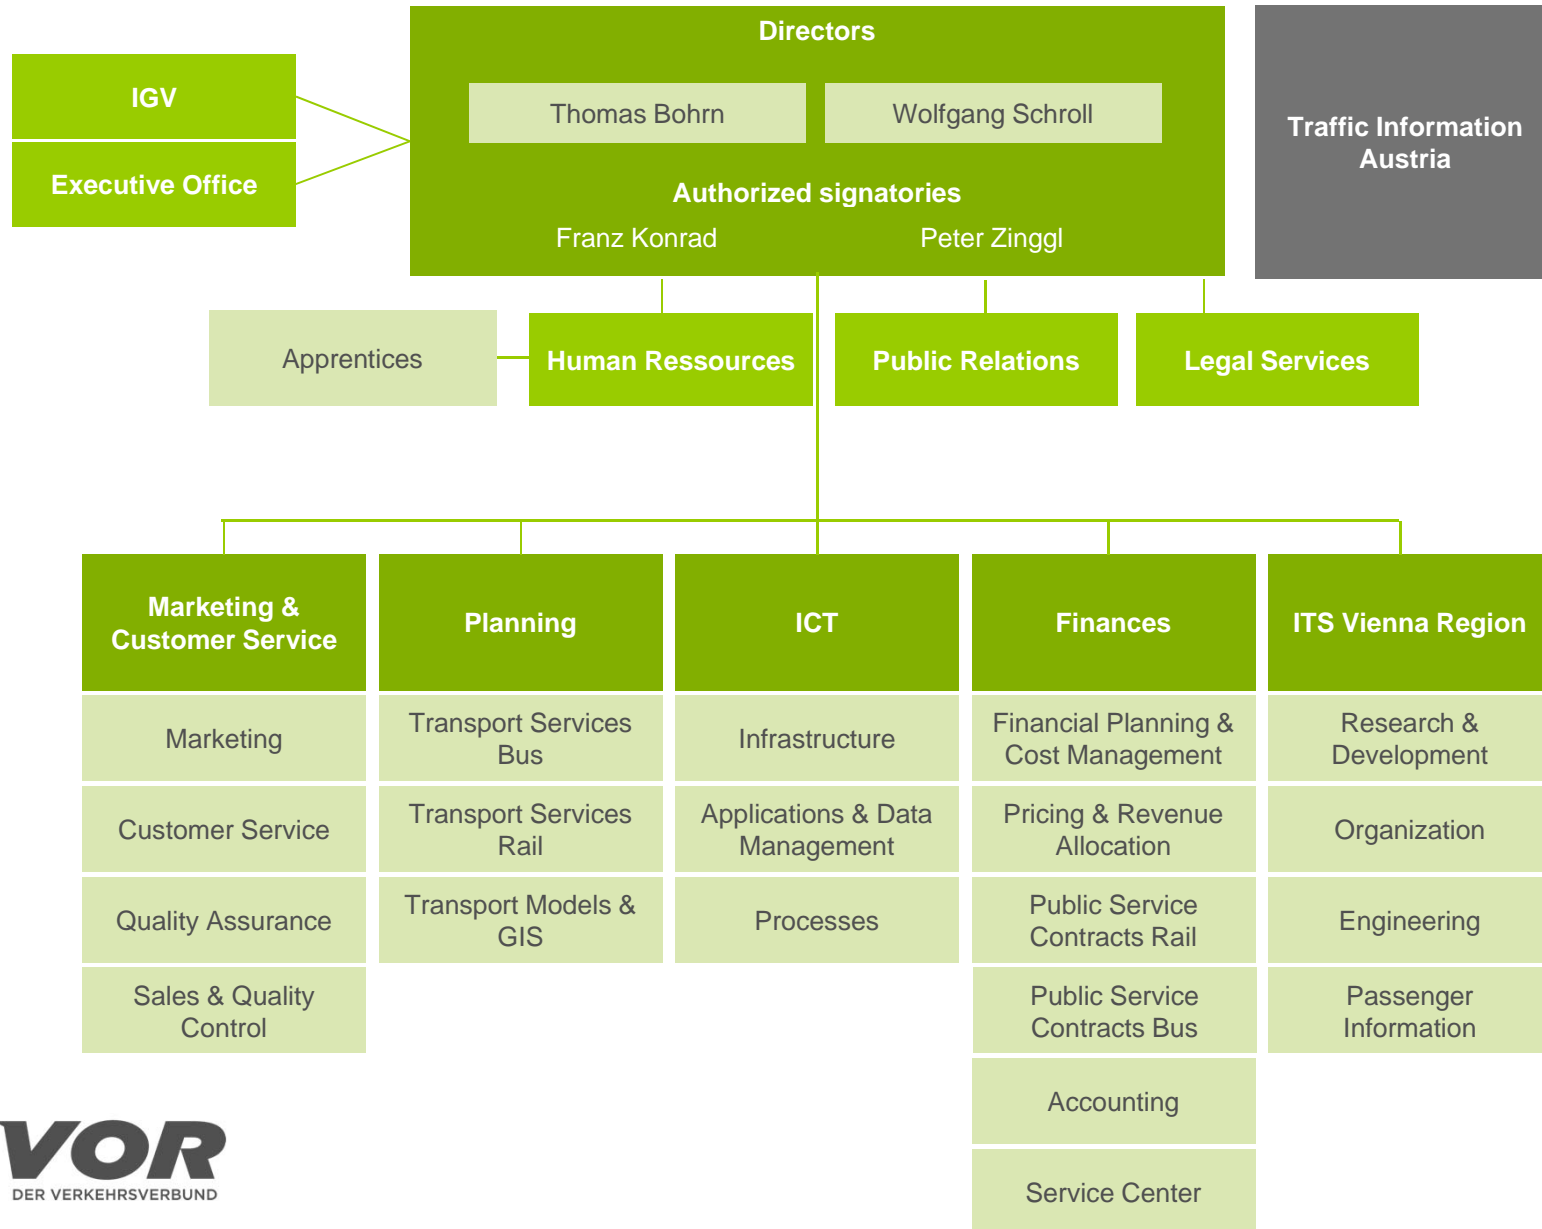 Directors
IGV
Executive Office
Thomas Bohrn
Wolfgang Schroll
Authorized signatories
Franz Konrad
Peter Zinggl
Traffic Information
Austria
Apprentices
Human Ressources
Public Relations
Legal Services
Marketing &
Customer Service
Marketing
Customer Service
Quality Assurance
Sales & Quality
Control
Planning
Transport Services
Bus
Transport Services
Rail
Transport Models &
GIS
ICT
Infrastructure
Applications & Data
Management
Processes
Finances
Financial Planning &
Cost Management
Pricing & Revenue
Allocation
Public Service
Contracts Rail
Public Service
Contracts Bus
Accounting
Service Center
ITS Vienna Region
Research &
Development
Organization
Engineering
Passenger
Information
VOR
DER VERKEHRSVERBUND